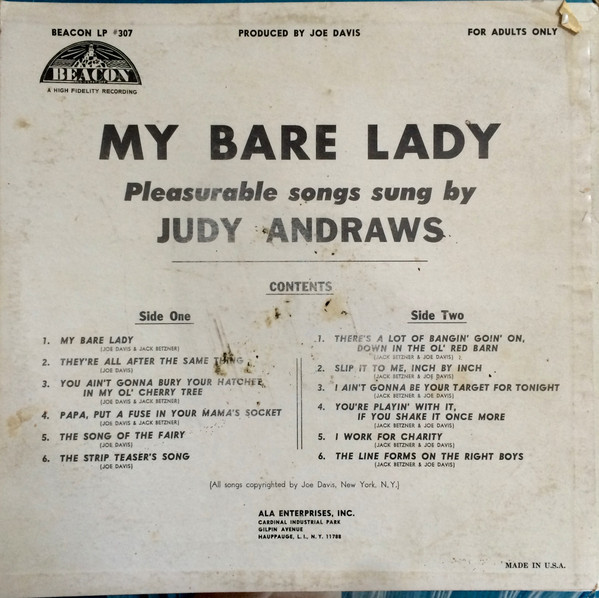 BEACON LP #307 PRODUCED BY JOE DAVIS FOR ADULTS ONLY
BEACON
A HIGH FIDELITY RECORDING
MY BARE LADY
Pleasurable songs sung by
JUDY ANDRAWS
CONTENTS
Side One
1. MY BARE LADY
(JOE DAVIS & JACK BETZNER)
2. THEY'RE ALL AFTER THE SAME THING
(JOE DAVIS)
3. YOU AIN'T GONNA BURY YOUR HATCHET,
IN MY OL' CHERRY TREE
(JOE DAVIS & JACK BETZNER)
4. PAPA, PUT A FUSE IN YOUR MAMA'S SOCKET
(JOE DAVIS & JACK BETZNER)
5. THE SONG OF THE FAIRY
(JOE DAVIS)
6. THE STRIP TEASER'S SONG
(JOE DAVIS)
Side Two
1. THERE'S A LOT OF BANGIN' GOIN' ON,
DOWN IN THE OL' RED BARN
(JACK BETZNER & JOE DAVIS)
2. SLIP IT TO ME, INCH BY INCH
(JACK BETZNER & JOE DAVIS)
3. I AIN'T GONNA BE YOUR TARGET FOR TONIGHT
(JACK BETZNER & JOE DAVIS)
4. YOU'RE PLAYIN' WITH IT,
IF YOU SHAKE IT ONCE MORE
(JACK BETZNER & JOE DAVIS)
5. I WORK FOR CHARITY
(JACK BETZNER & JOE DAVIS)
6. THE LINE FORMS ON THE RIGHT BOYS
(JACK BETZNER & JOE DAVIS)
(All songs copyrighted by Joe Davis, New York, N.Y.)
ALA ENTERPRISES, INC.
CARDINAL INDUSTRIAL PARK
GILPIN AVENUE
HAUPPAUGE, L.I., N.Y. 11788
MADE IN U.S.A.